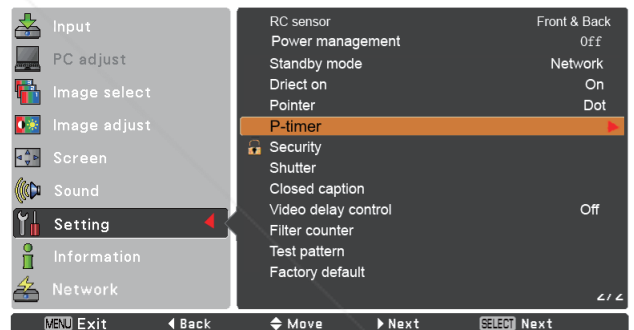 Input
PC adjust
Image select
Image adjust
Screen
Sound
Setting
Information
Network
RC sensor Front & Back
Power management Off
Standby mode Network
Driect on On
Pointer Dot
P-timer
Security
Shutter
Closed caption
Video delay control Off
Filter counter
Test pattern
Factory default
2/2
MENU Exit Back Move Next SELECT Next